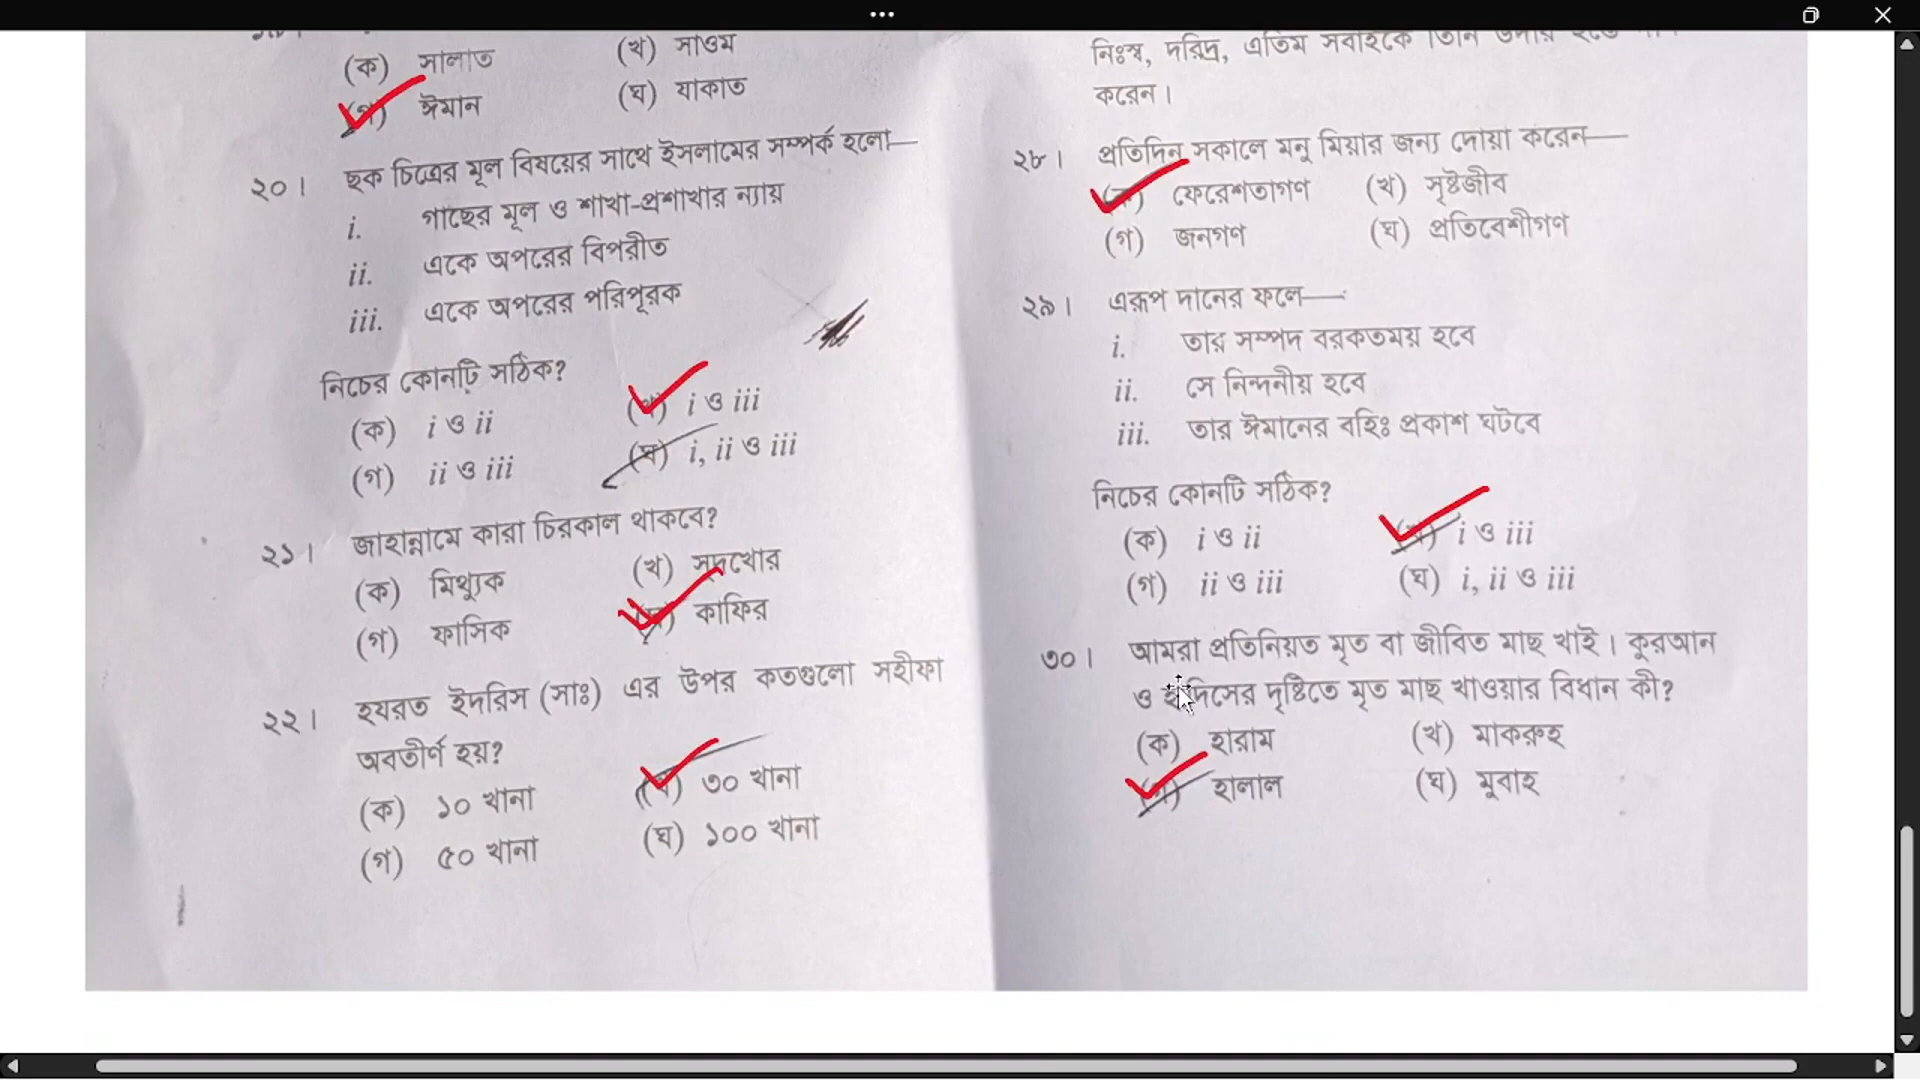 (ক) সালাত (খ) সাওম
(গ) ঈমান (ঘ) যাকাত
২০। ছক চিত্রের মূল বিষয়ের সাথে ইসলামের সম্পর্ক হলো—
i. গাছের মূল ও শাখা-প্রশাখার ন্যায়
ii. একে অপরের বিপরীত
iii. একে অপরের পরিপূরক
নিচের কোনটি সঠিক?
(ক) i ও ii (খ) i ও iii
(গ) ii ও iii (ঘ) i, ii ও iii
২১। জাহান্নামে কারা চিরকাল থাকবে?
(ক) মিথ্যুক (খ) সুদখোর
(গ) ফাসিক (ঘ) কাফির
২২। হযরত ইদরিস (সাঃ) এর উপর কতগুলো সহীফা
অবতীর্ণ হয়?
(ক) ১০ খানা (খ) ৩০ খানা
(গ) ৫০ খানা (ঘ) ১০০ খানা
নিঃস্ব, দরিদ্র, এতিম সবাইকে তিনি উদার
করেন।
২৮। প্রতিদিন সকালে মনু মিয়ার জন্য দোয়া করেন—
(ক) ফেরেশতাগণ (খ) সৃষ্টজীব
(গ) জনগণ (ঘ) প্রতিবেশীগণ
২৯। এরূপ দানের ফলে—
i. তার সম্পদ বরকতময় হবে
ii. সে নিন্দনীয় হবে
iii. তার ঈমানের বহিঃ প্রকাশ ঘটবে
নিচের কোনটি সঠিক?
(ক) i ও ii (খ) i ও iii
(গ) ii ও iii (ঘ) i, ii ও iii
৩০। আমরা প্রতিনিয়ত মৃত বা জীবিত মাছ খাই। কুরআন
ও হাদিসের দৃষ্টিতে মৃত মাছ খাওয়ার বিধান কী?
(ক) হারাম (খ) মাকরুহ
(গ) হালাল (ঘ) মুবাহ